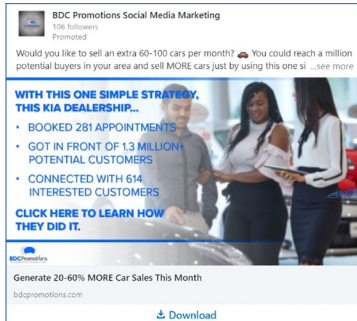 BDC Promotions Social Media Marketing
106 followers
Promoted
Would you like to sell an extra 60-100 cars per month? 🚗 You could reach a million
potential buyers in your area and sell MORE cars just by using this one si ...see more
WITH THIS ONE SIMPLE STRATEGY,
THIS KIA DEALERSHIP...
• BOOKED 281 APPOINTMENTS
• GOT IN FRONT OF 1.3 MILLION+
POTENTIAL CUSTOMERS
• CONNECTED WITH 614
INTERESTED CUSTOMERS
CLICK HERE TO LEARN HOW
THEY DID IT.
BDCPromotions
Generate 20-60% MORE Car Sales This Month
bdcpromotions.com
Download